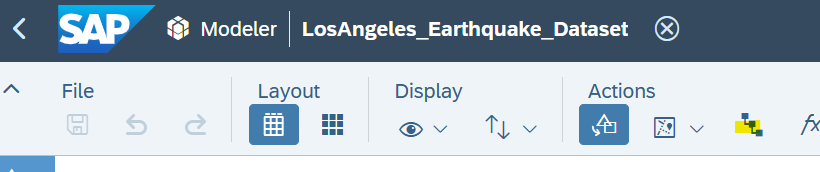 SAP Modeler LosAngeles_Earthquake_Dataset
File Layout Display Actions
fx